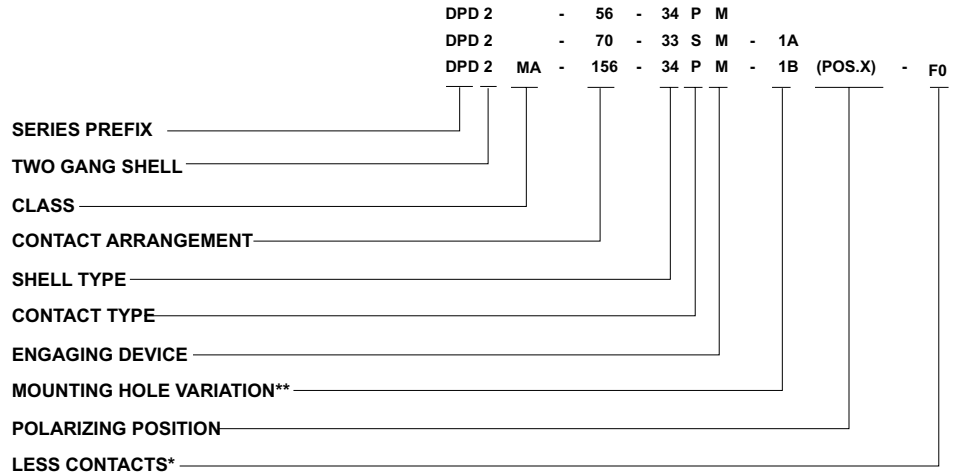 DPD 2 - 56 - 34 P M
DPD 2 - 70 - 33 S M - 1A
DPD 2 MA - 156 - 34 P M - 1B (POS.X) - F0
SERIES PREFIX
TWO GANG SHELL
CLASS
CONTACT ARRANGEMENT
SHELL TYPE
CONTACT TYPE
ENGAGING DEVICE
MOUNTING HOLE VARIATION**
POLARIZING POSITION
LESS CONTACTS*